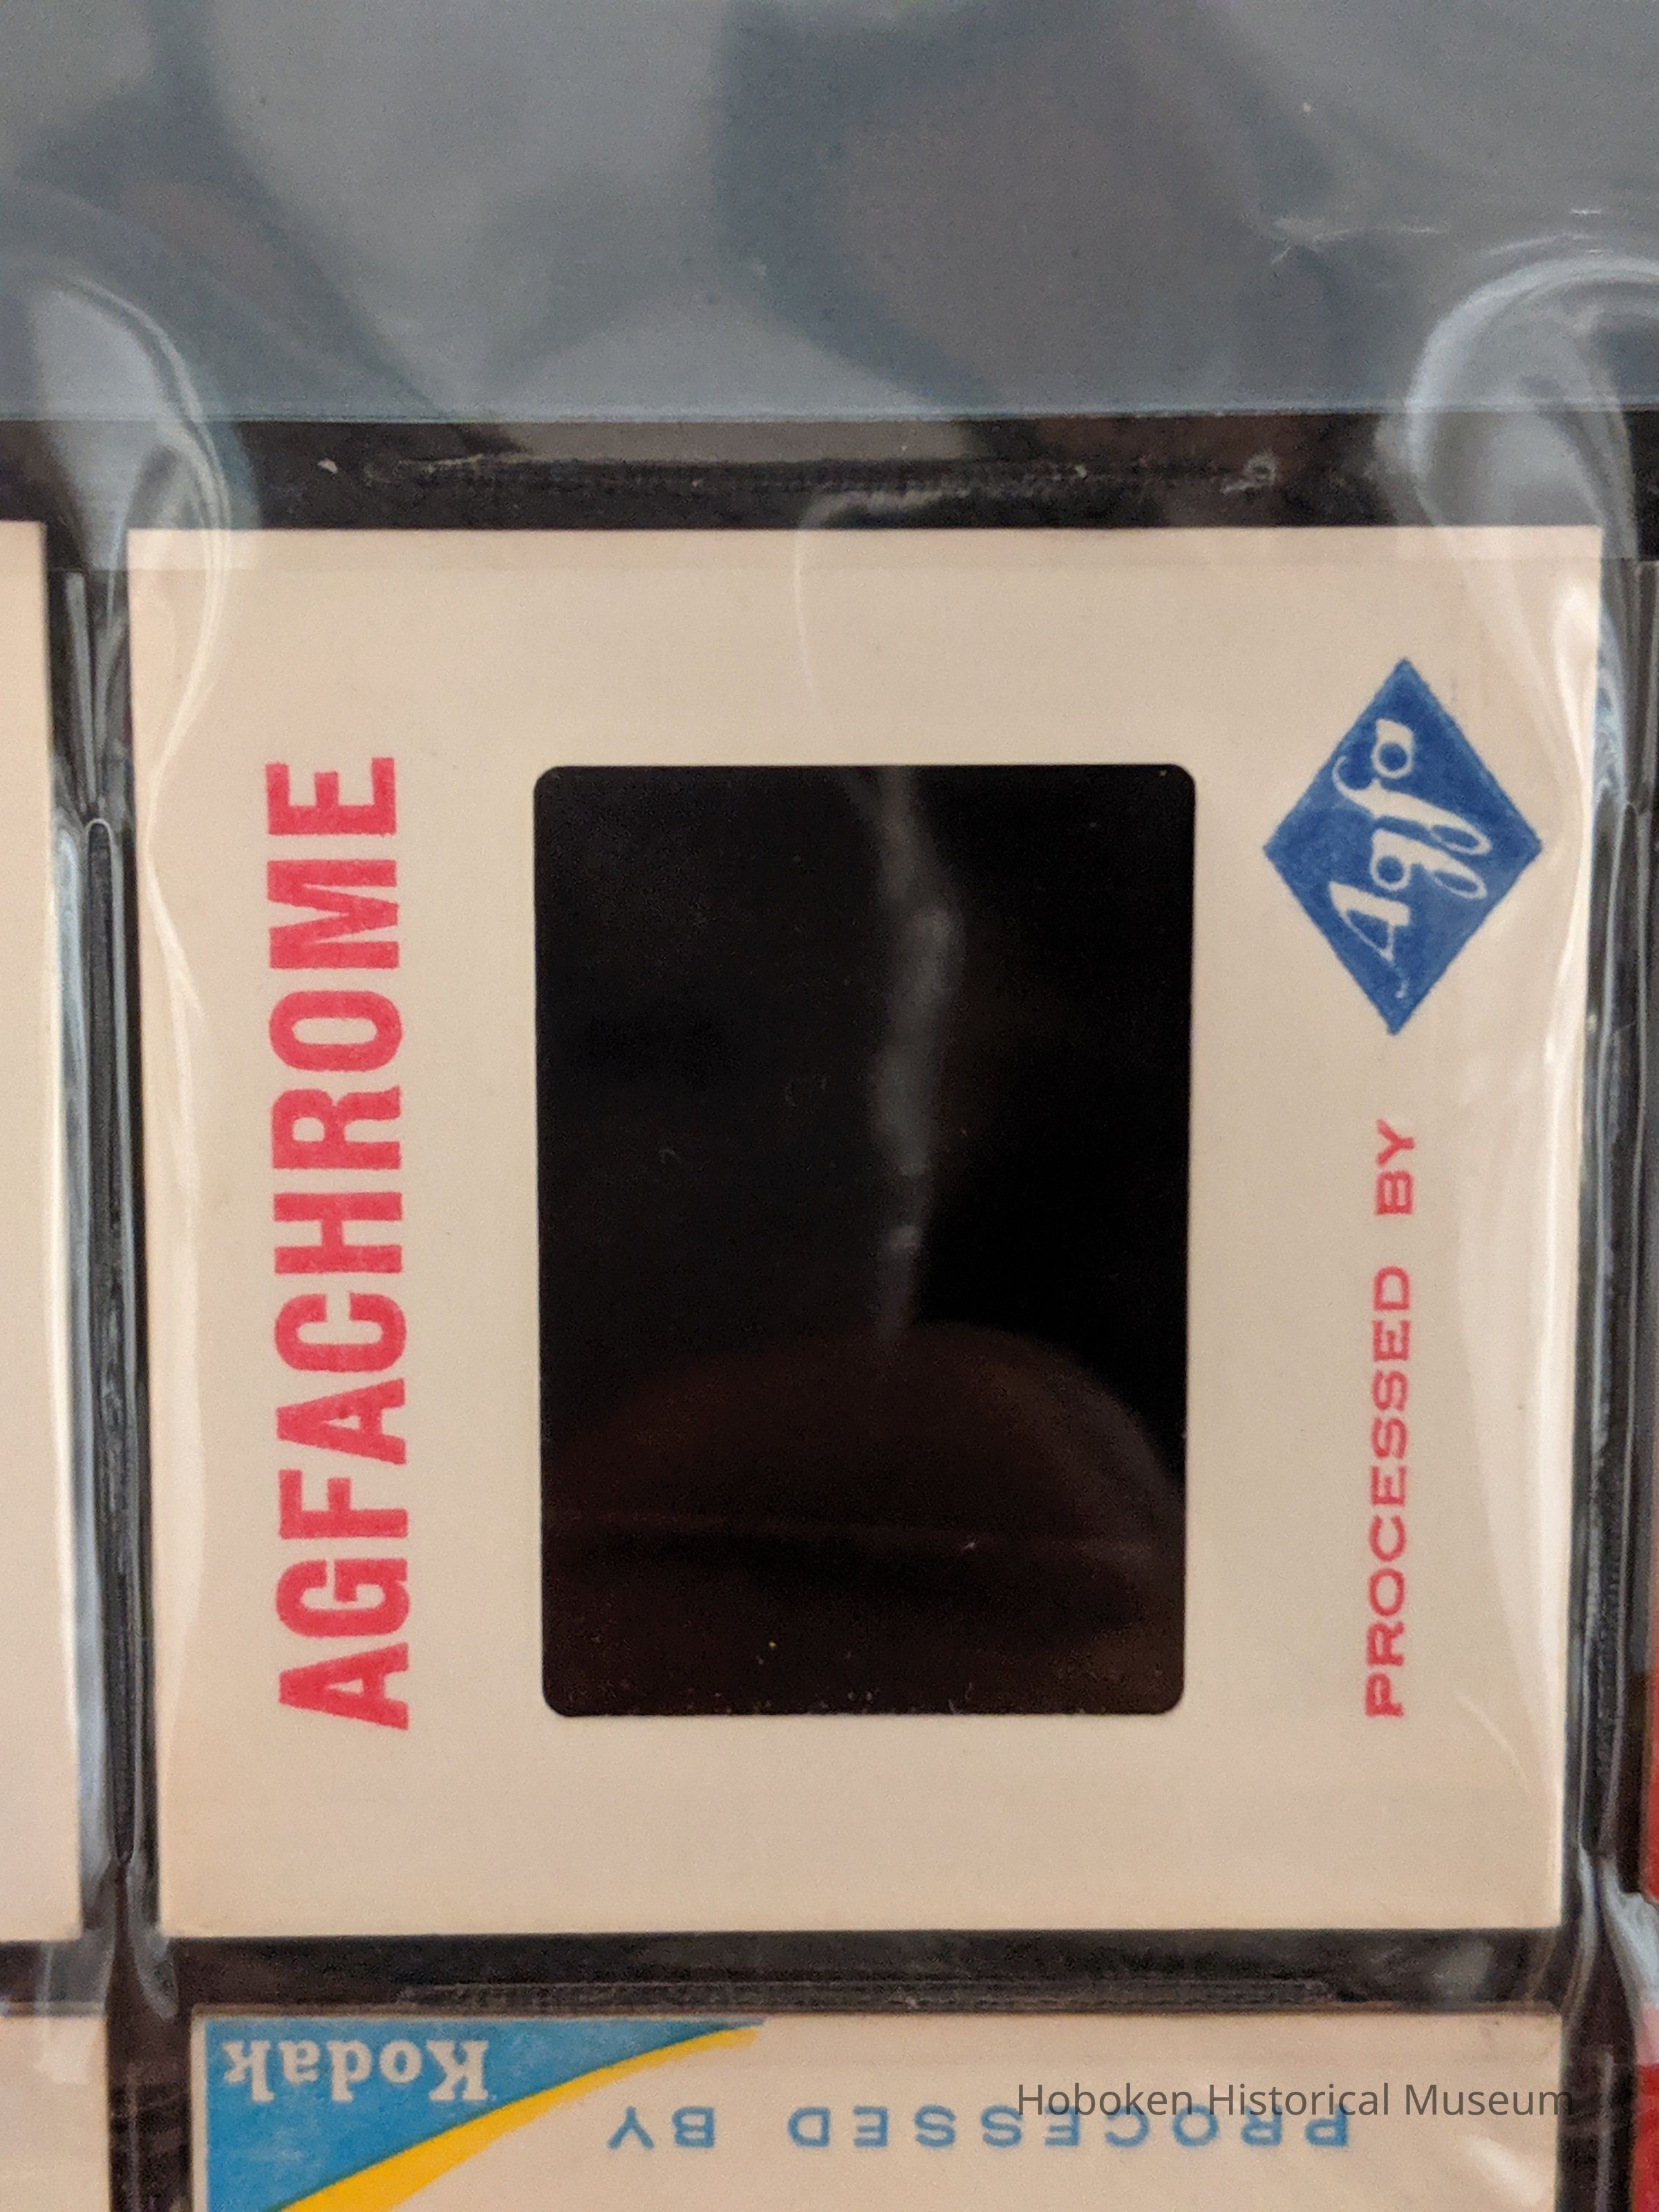 AGFACHROME
PROCESSED BY
Agfa
Kodak
PROCESSED BY
Hoboken Historical Museum